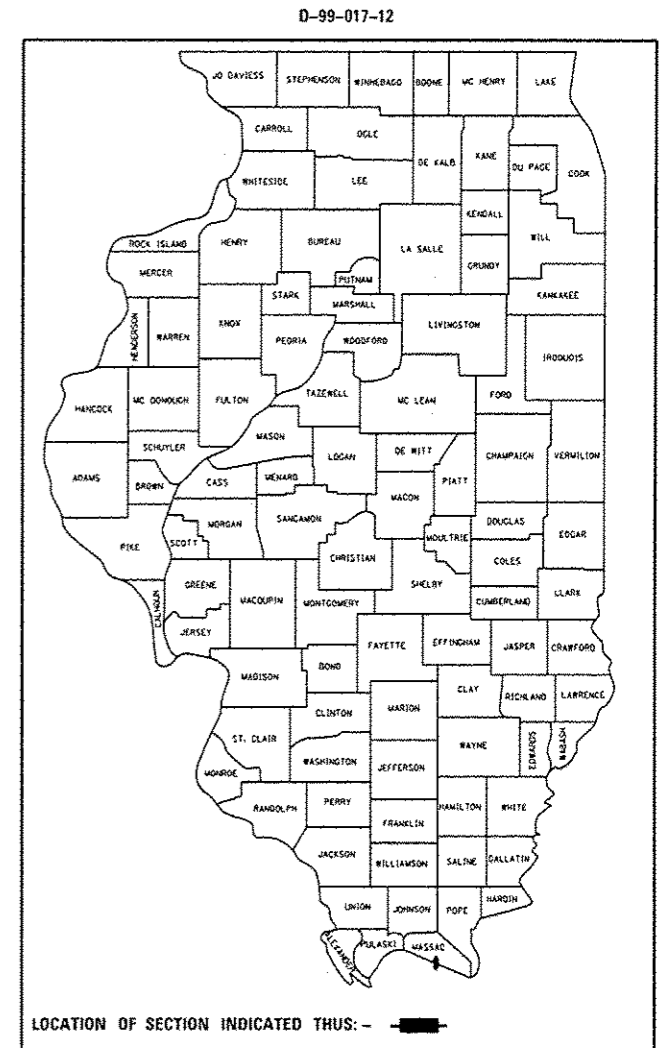 D-99-017-12
JO DAVIESS STEPHENSON WINNEBAGO BOONE MC HENRY LAKE
CARROLL OGLE DE KALB KANE DU PAGE COOK
WHITESIDE LEE KENDALL WILL
ROCK ISLAND HENRY BUREAU LA SALLE GRUNDY
MERCER PUTNAM KANKAKEE
STARK MARSHALL
HENDERSON WARREN KNOX PEORIA WOODFORD LIVINGSTON IROQUOIS
HANCOCK MC DONOUGH FULTON TAZEWELL MC LEAN FORD
SCHUYLER MASON LOGAN DE WITT CHAMPAIGN VERMILION
ADAMS BROWN CASS MENARD MACON PIATT
PIKE SCOTT MORGAN SANGAMON CHRISTIAN MOULTRIE DOUGLAS EDGAR
COLES
CALHOUN GREENE MACOUPIN MONTGOMERY SHELBY CUMBERLAND CLARK
JERSEY FAYETTE EFFINGHAM JASPER CRAWFORD
MADISON BOND CLAY RICHLAND LAWRENCE
CLINTON MARION
ST. CLAIR WAYNE EDWARDS WABASH
MONROE WASHINGTON JEFFERSON
RANDOLPH PERRY HAMILTON WHITE
FRANKLIN
JACKSON WILLIAMSON SALINE GALLATIN
UNION JOHNSON POPE HARDIN
ALEXANDER PULASKI MASSAC
LOCATION OF SECTION INDICATED THUS: -